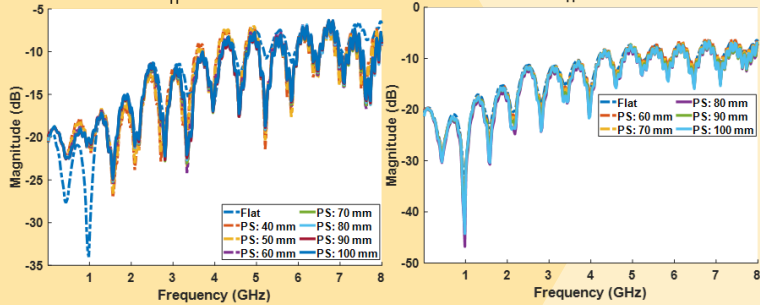 -5
-10
-15
-20
-25
-30
-35
Magnitude (dB)
Flat
PS: 40 mm
PS: 50 mm
PS: 60 mm
PS: 70 mm
PS: 80 mm
PS: 90 mm
PS: 100 mm
1 2 3 4 5 6 7 8
Frequency (GHz)
0
-10
-20
-30
-40
-50
Magnitude (dB)
Flat
PS: 60 mm
PS: 70 mm
PS: 80 mm
PS: 90 mm
PS: 100 mm
1 2 3 4 5 6 7 8
Frequency (GHz)